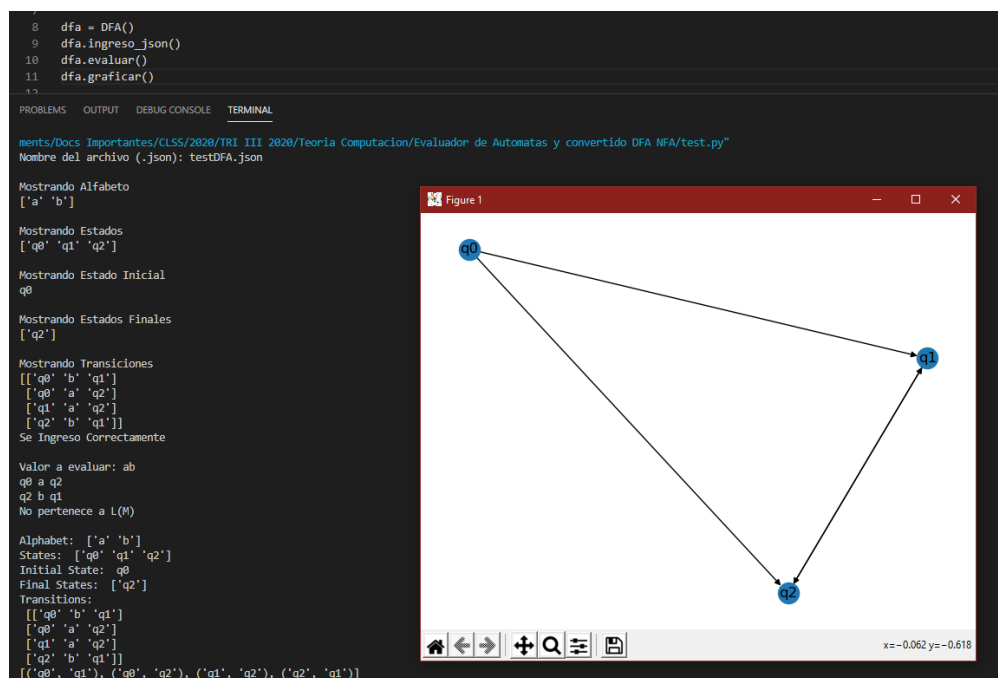 8 dfa = DFA()
9 dfa.ingreso_json()
10 dfa.evaluar()
11 dfa.graficar()
12
PROBLEMS OUTPUT DEBUG CONSOLE TERMINAL
ments/Docs Importantes/CLSS/2020/TRI III 2020/Teoria Computacion/Evaluador de Automatas y convertido DFA NFA/test.py"
Nombre del archivo (.json): testDFA.json
Mostrando Alfabeto
['a' 'b']
Mostrando Estados
['q0' 'q1' 'q2']
Mostrando Estado Inicial
q0
Mostrando Estados Finales
['q2']
Mostrando Transiciones
[['q0' 'b' 'q1']
['q0' 'a' 'q2']
['q1' 'a' 'q2']
['q2' 'b' 'q1']]
Se Ingreso Correctamente
Valor a evaluar: ab
q0 a q2
q2 b q1
No pertenece a L(M)
Alphabet: ['a' 'b']
States: ['q0' 'q1' 'q2']
Initial State: q0
Final States: ['q2']
Transitions:
[['q0' 'b' 'q1']
['q0' 'a' 'q2']
['q1' 'a' 'q2']
['q2' 'b' 'q1']]
[('q0', 'q1'), ('q0', 'q2'), ('q1', 'q2'), ('q2', 'q1')]
Figure 1
q0
q1
q2
x=−0.062 y=−0.618